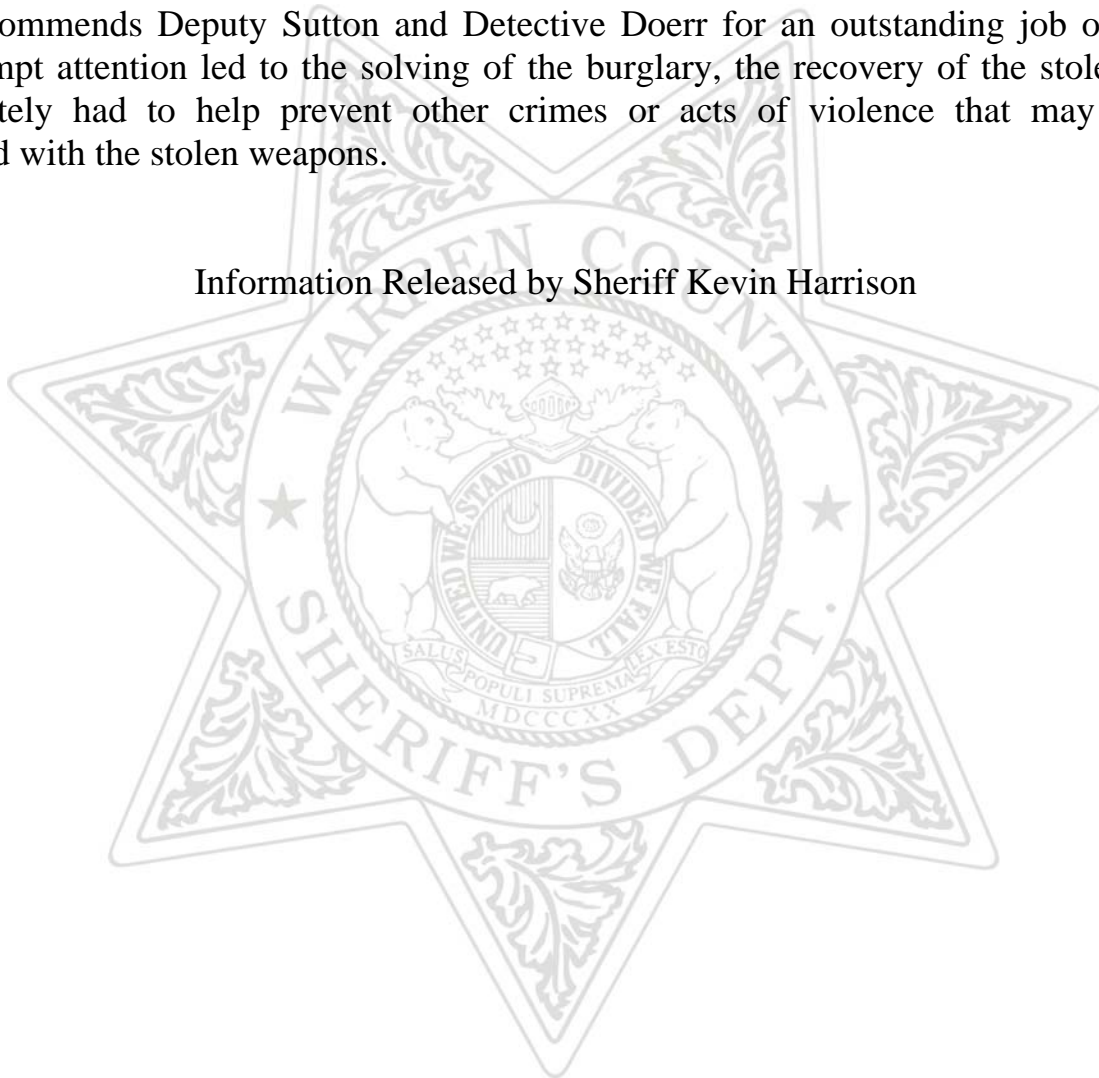 ommends Deputy Sutton and Detective Doerr for an outstanding job o
mpt attention led to the solving of the burglary, the recovery of the stole
tely had to help prevent other crimes or acts of violence that may
d with the stolen weapons.
Information Released by Sheriff Kevin Harrison
WARREN COUNTY
UNITED WE STAND DIVIDED WE FALL
SALUS POPULI SUPREMA LEX ESTO
MDCCCXX
SHERIFF'S DEPT.